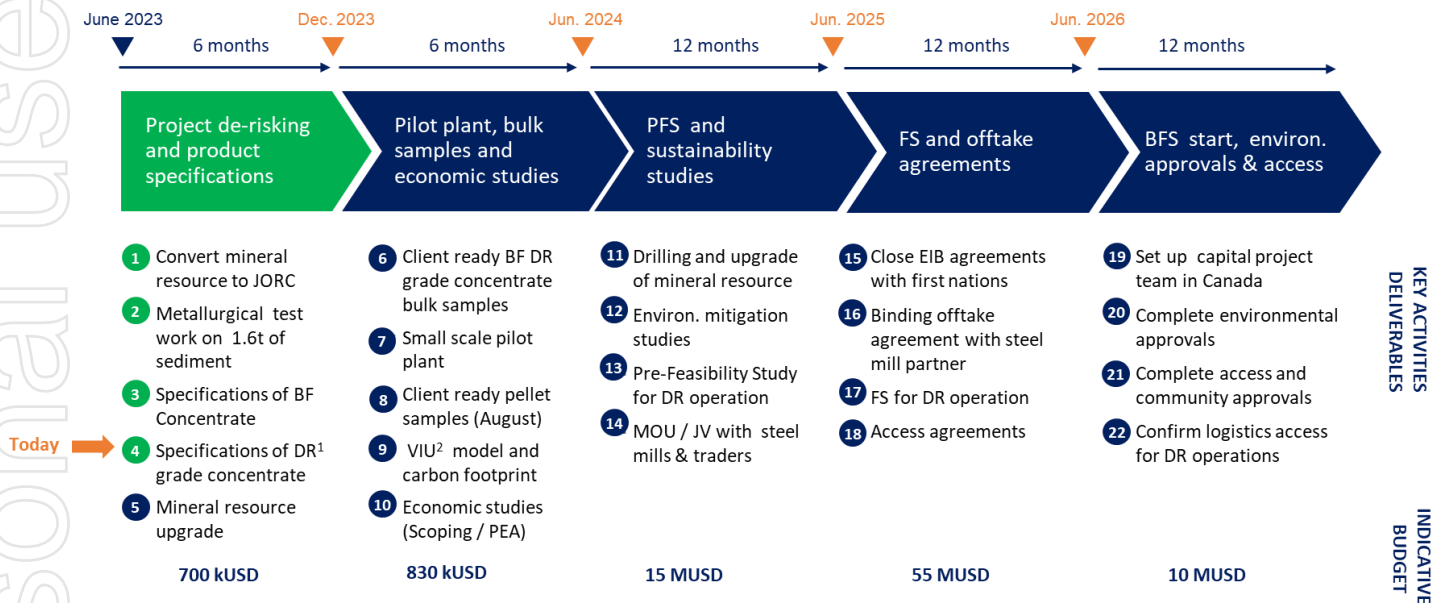 June 2023
Dec. 2023
Jun. 2024
Jun. 2025
Jun. 2026
6 months
6 months
12 months
12 months
12 months
Project de-risking
and product
specifications
Pilot plant, bulk
samples and
economic studies
PFS and
sustainability
studies
FS and offtake
agreements
BFS start, environ.
approvals & access
1 Convert mineral
resource to JORC
2 Metallurgical test
work on 1.6t of
sediment
3 Specifications of BF
Concentrate
Today
4 Specifications of DR1
grade concentrate
5 Mineral resource
upgrade
700 kUSD
6 Client ready BF DR
grade concentrate
bulk samples
7 Small scale pilot
plant
8 Client ready pellet
samples (August)
9 VIU2 model and
carbon footprint
10 Economic studies
(Scoping / PEA)
830 kUSD
11 Drilling and upgrade
of mineral resource
12 Environ. mitigation
studies
13 Pre-Feasibility Study
for DR operation
14 MOU / JV with steel
mills & traders
15 MUSD
15 Close EIB agreements
with first nations
16 Binding offtake
agreement with steel
mill partner
17 FS for DR operation
18 Access agreements
55 MUSD
19 Set up capital project
team in Canada
20 Complete environmental
approvals
21 Complete access and
community approvals
22 Confirm logistics access
for DR operations
10 MUSD
KEY ACTIVITIES
DELIVERABLES
INDICATIVE
BUDGET
sonal use